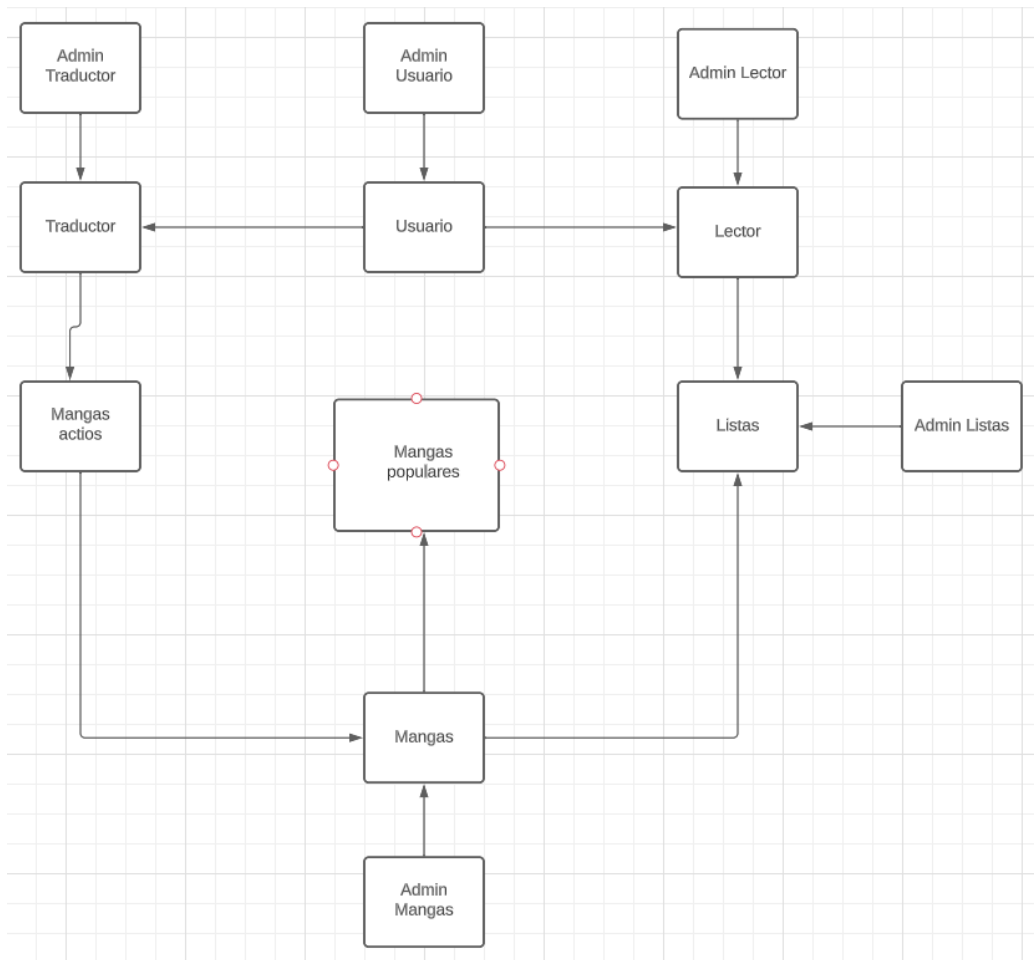 Admin
Traductor
Admin
Usuario
Admin Lector
Traductor
Usuario
Lector
Mangas
actios
Mangas
populares
Listas
Admin Listas
Mangas
Admin
Mangas